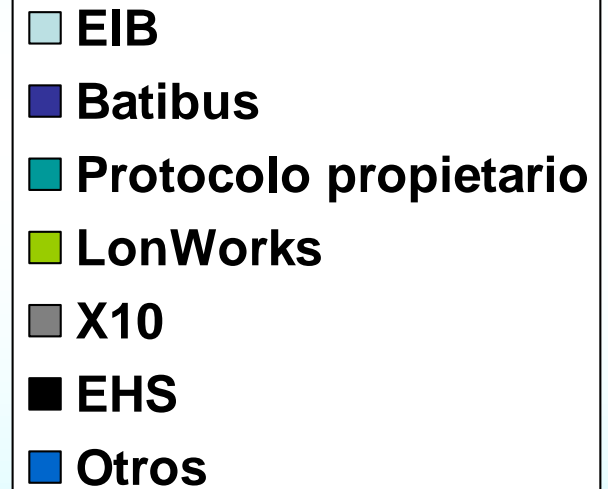 EIB
Batibus
Protocolo propietario
LonWorks
X10
EHS
Otros